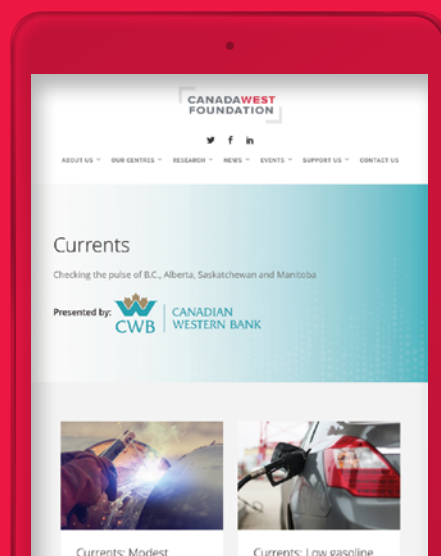 CANADAWEST
FOUNDATION
ABOUT US OUR CENTRES RESEARCH NEWS EVENTS SUPPORT US CONTACT US
Currents
Checking the pulse of B.C., Alberta, Saskatchewan and Manitoba
Presented by:
CWB
CANADIAN
WESTERN BANK
Currents: Modest
Currents: Low gasoline